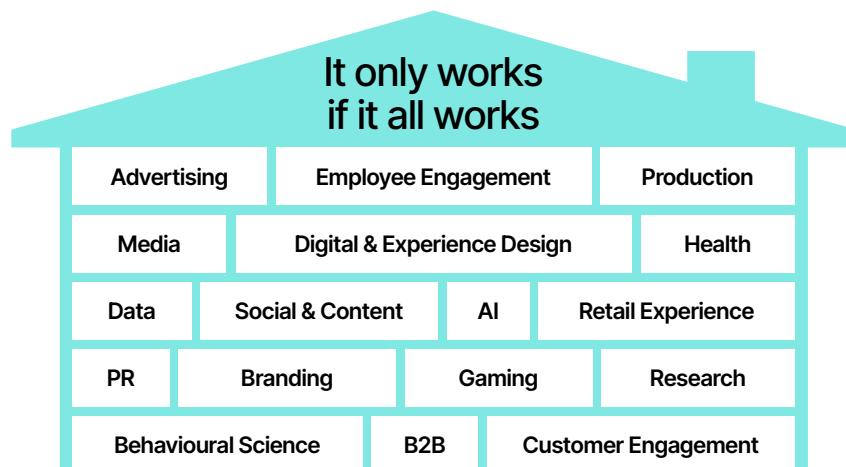 It only works
if it all works
Advertising Employee Engagement Production
Media Digital & Experience Design Health
Data Social & Content AI Retail Experience
PR Branding Gaming Research
Behavioural Science B2B Customer Engagement